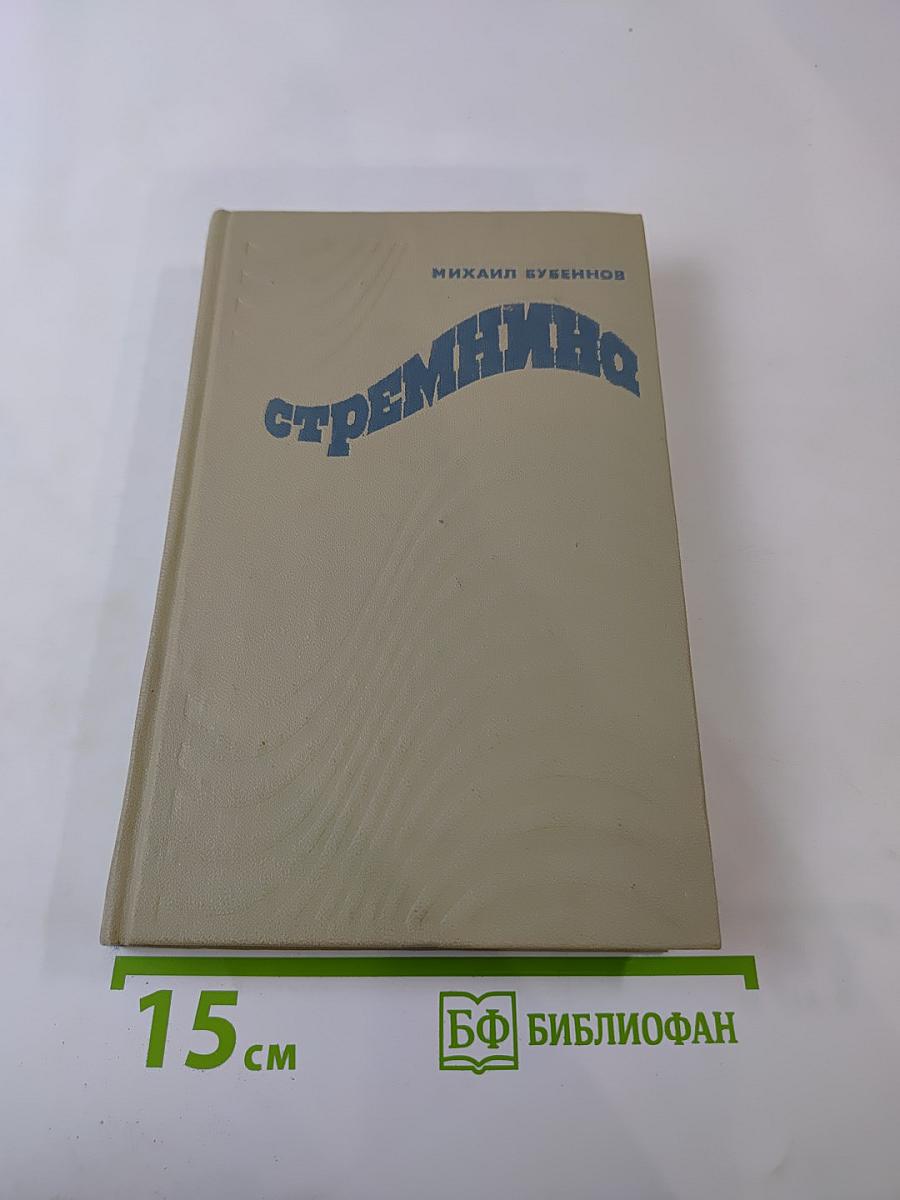 МИХАИЛ БУБЕННОВ
СТРЕМНИНа
15 см
БФ БИБЛИОФАН